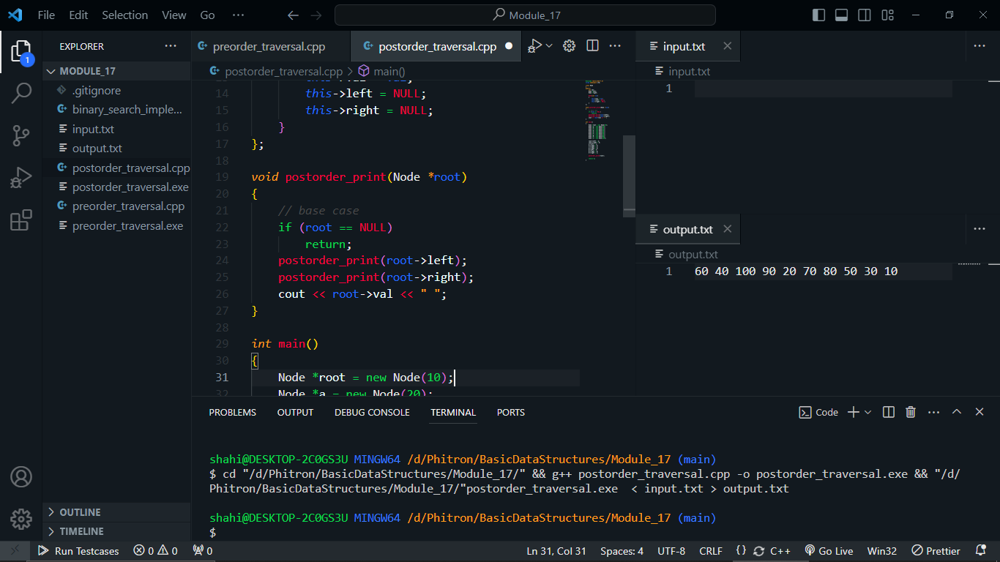 File Edit Selection View Go ··· Module_17
EXPLORER ···
1
MODULE_17
.gitignore
binary_search_imple...
input.txt
output.txt
postorder_traversal.cpp
postorder_traversal.exe
preorder_traversal.cpp
preorder_traversal.exe
OUTLINE
TIMELINE
preorder_traversal.cpp postorder_traversal.cpp
postorder_traversal.cpp > main()
14 this->left = NULL;
15 this->right = NULL;
16 }
17 };
18
19 void postorder_print(Node *root)
20 {
21 // base case
22 if (root == NULL)
23 return;
24 postorder_print(root->left);
25 postorder_print(root->right);
26 cout << root->val << " ";
27 }
28
29 int main()
30 {
31 Node *root = new Node(10);
32 Node *a = new Node(20);
input.txt
input.txt
1
output.txt
output.txt
1 60 40 100 90 20 70 80 50 30 10
PROBLEMS OUTPUT DEBUG CONSOLE TERMINAL PORTS Code
shahi@DESKTOP-2C0GS3U MINGW64 /d/Phitron/BasicDataStructures/Module_17 (main)
$ cd "/d/Phitron/BasicDataStructures/Module_17/" && g++ postorder_traversal.cpp -o postorder_traversal.exe && "/d/
Phitron/BasicDataStructures/Module_17/"postorder_traversal.exe < input.txt > output.txt
shahi@DESKTOP-2C0GS3U MINGW64 /d/Phitron/BasicDataStructures/Module_17 (main)
$
Run Testcases 0 0 0 Ln 31, Col 31 Spaces: 4 UTF-8 CRLF {} C++ Go Live Win32 Prettier